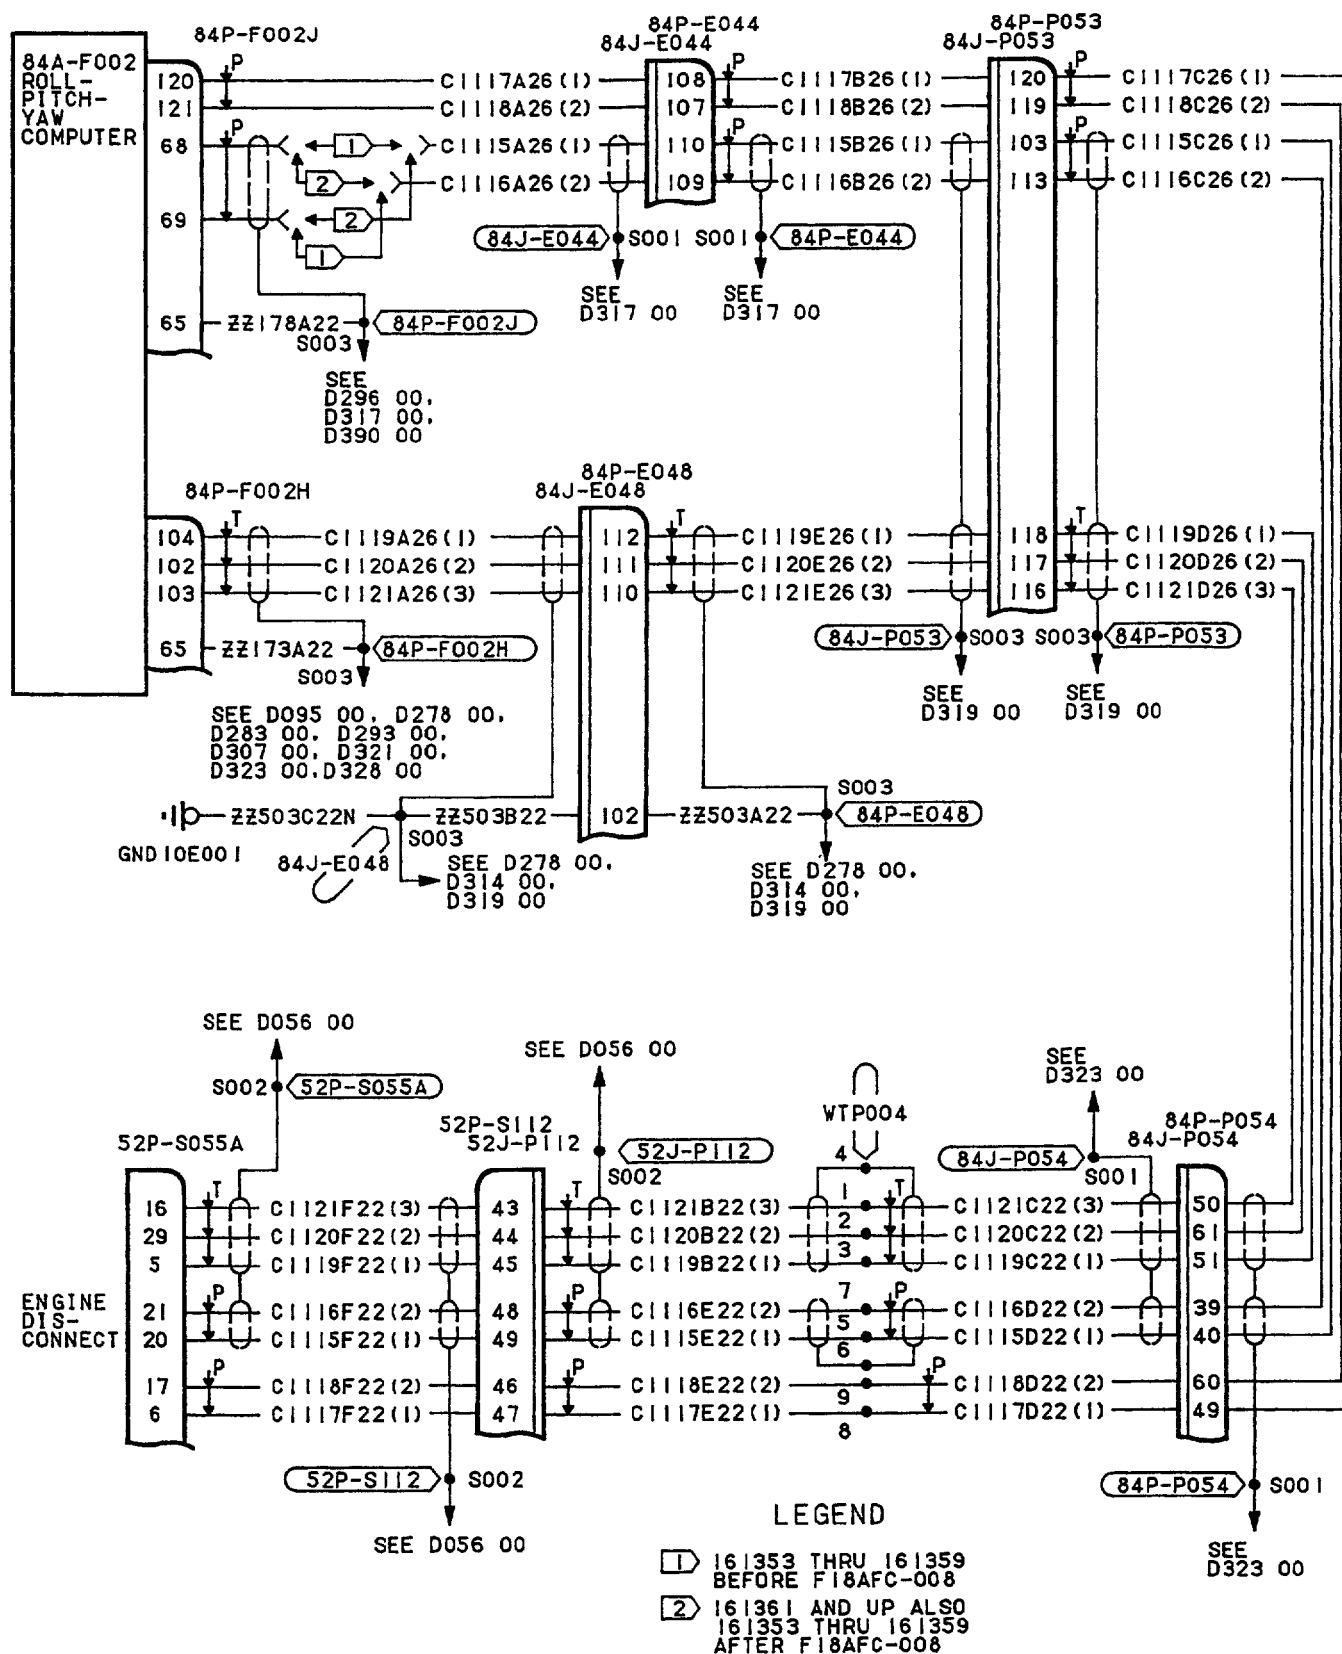 84P-F002J
84P-E044
84J-E044
84P-P053
84J-P053
84A-F002
ROLL-
PITCH-
YAW
COMPUTER
120 P C1117A26(1) 108 P C1117B26(1) 120 P C1117C26(1)
121 C1118A26(2) 107 C1118B26(2) 119 C1118C26(2)
68 P 1 C1115A26(1) 110 P C1115B26(1) 103 P C1115C26(1)
2 C1116A26(2) 109 C1116B26(2) 113 C1116C26(2)
69 2
1
84J-E044 S001 S001 84P-E044
SEE
D317 00
SEE
D317 00
65 ZZ178A22 84P-F002J
S003
SEE
D296 00,
D317 00,
D390 00
84P-F002H
84P-E048
84J-E048
104 T C1119A26(1) 112 T C1119E26(1) 118 T C1119D26(1)
102 C1120A26(2) 111 C1120E26(2) 117 C1120D26(2)
103 C1121A26(3) 110 C1121E26(3) 116 C1121D26(3)
65 ZZ173A22 84P-F002H
S003
84J-P053 S003 S003 84P-P053
SEE
D319 00
SEE
D319 00
SEE D095 00, D278 00,
D283 00, D293 00,
D307 00, D321 00,
D323 00,D328 00
S003
ZZ503C22N ZZ503B22 102 ZZ503A22 84P-E048
S003
GND10E001
84J-E048
SEE D278 00,
D314 00,
D319 00
SEE D278 00,
D314 00,
D319 00
SEE D056 00
SEE D056 00
SEE
D323 00
S002 52P-S055A
WTP004
52P-S112
52J-P112
84P-P054
84J-P054
52P-S055A
52J-P112
S002
4
84J-P054
S001
16 T C1121F22(3) 43 T C1121B22(3) 1 T C1121C22(3) 50
29 C1120F22(2) 44 C1120B22(2) 2 C1120C22(2) 61
5 C1119F22(1) 45 C1119B22(1) 3 C1119C22(1) 51
ENGINE
DIS-
CONNECT
21 P C1116F22(2) 48 P C1116E22(2) 7 P C1116D22(2) 39
20 C1115F22(1) 49 C1115E22(1) 5 C1115D22(1) 40
6
17 P C1118F22(2) 46 P C1118E22(2) P C1118D22(2) 60
9
6 C1117F22(1) 47 C1117E22(1) C1117D22(1) 49
8
52P-S112 S002
84P-P054 S001
SEE D056 00
SEE
D323 00
LEGEND
1 161353 THRU 161359
BEFORE F18AFC-008
2 161361 AND UP ALSO
161353 THRU 161359
AFTER F18AFC-008